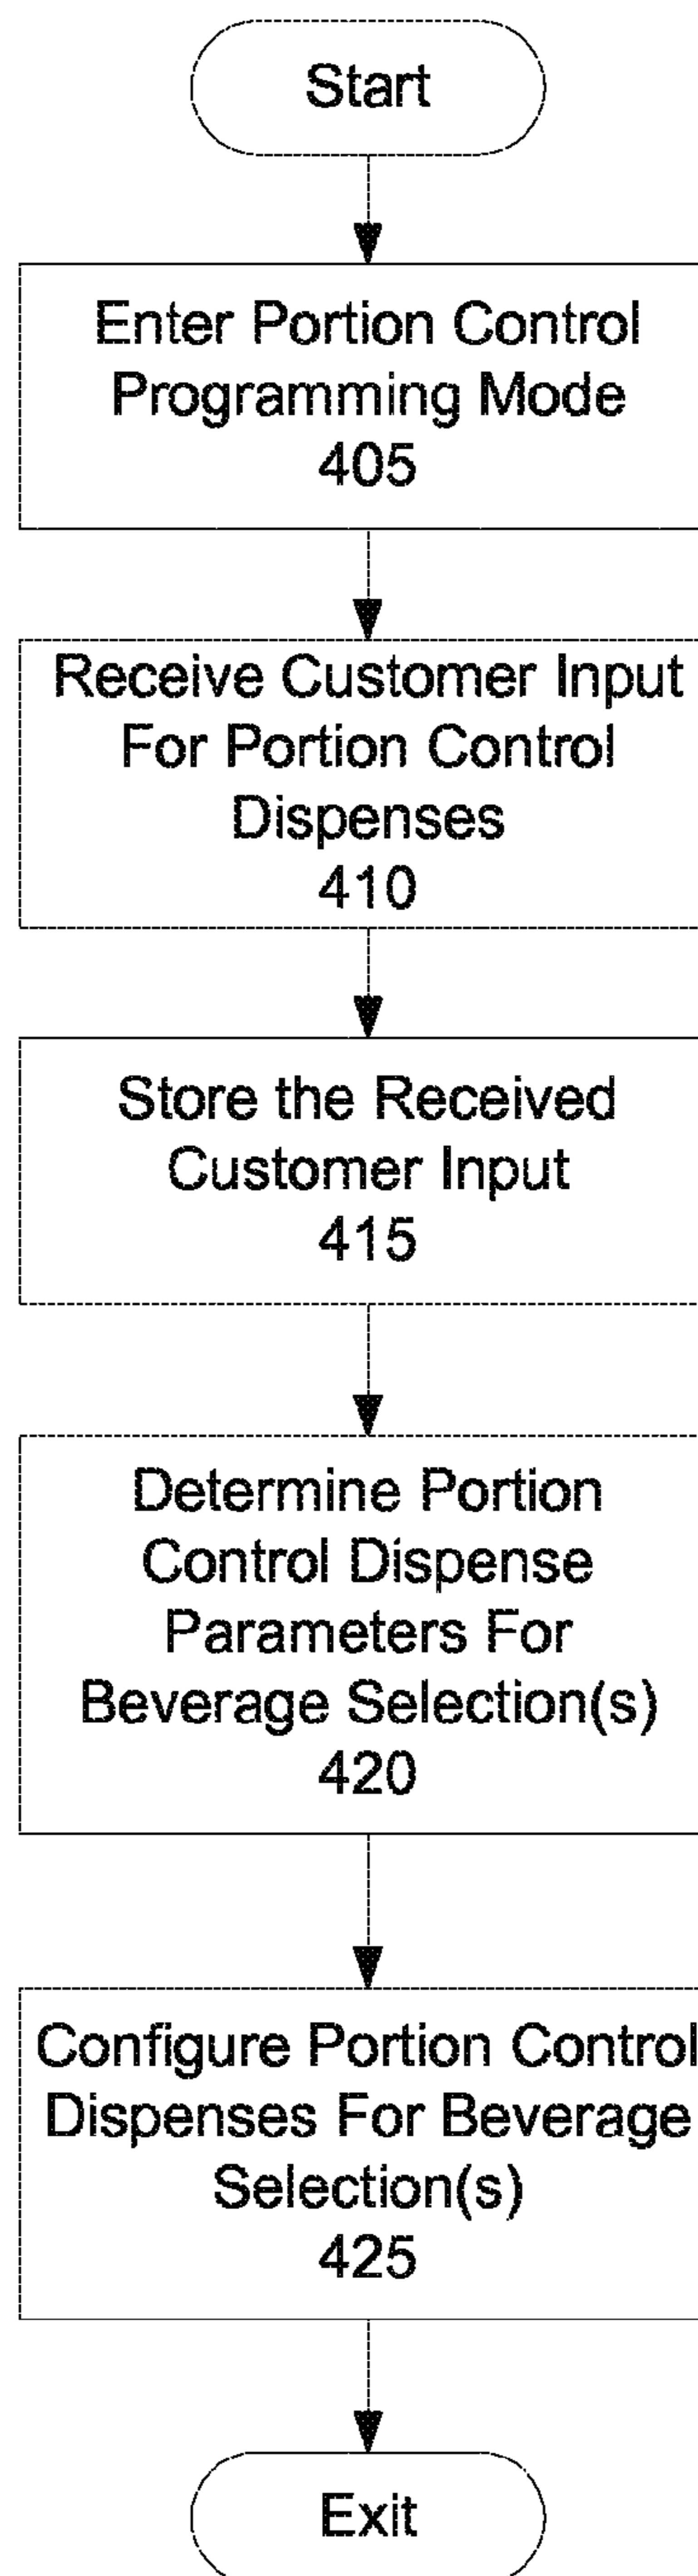 Start
Enter Portion Control
Programming Mode
405
Receive Customer Input
For Portion Control
Dispenses
410
Store the Received
Customer Input
415
Determine Portion
Control Dispense
Parameters For
Beverage Selection(s)
420
Configure Portion Control
Dispenses For Beverage
Selection(s)
425
Exit